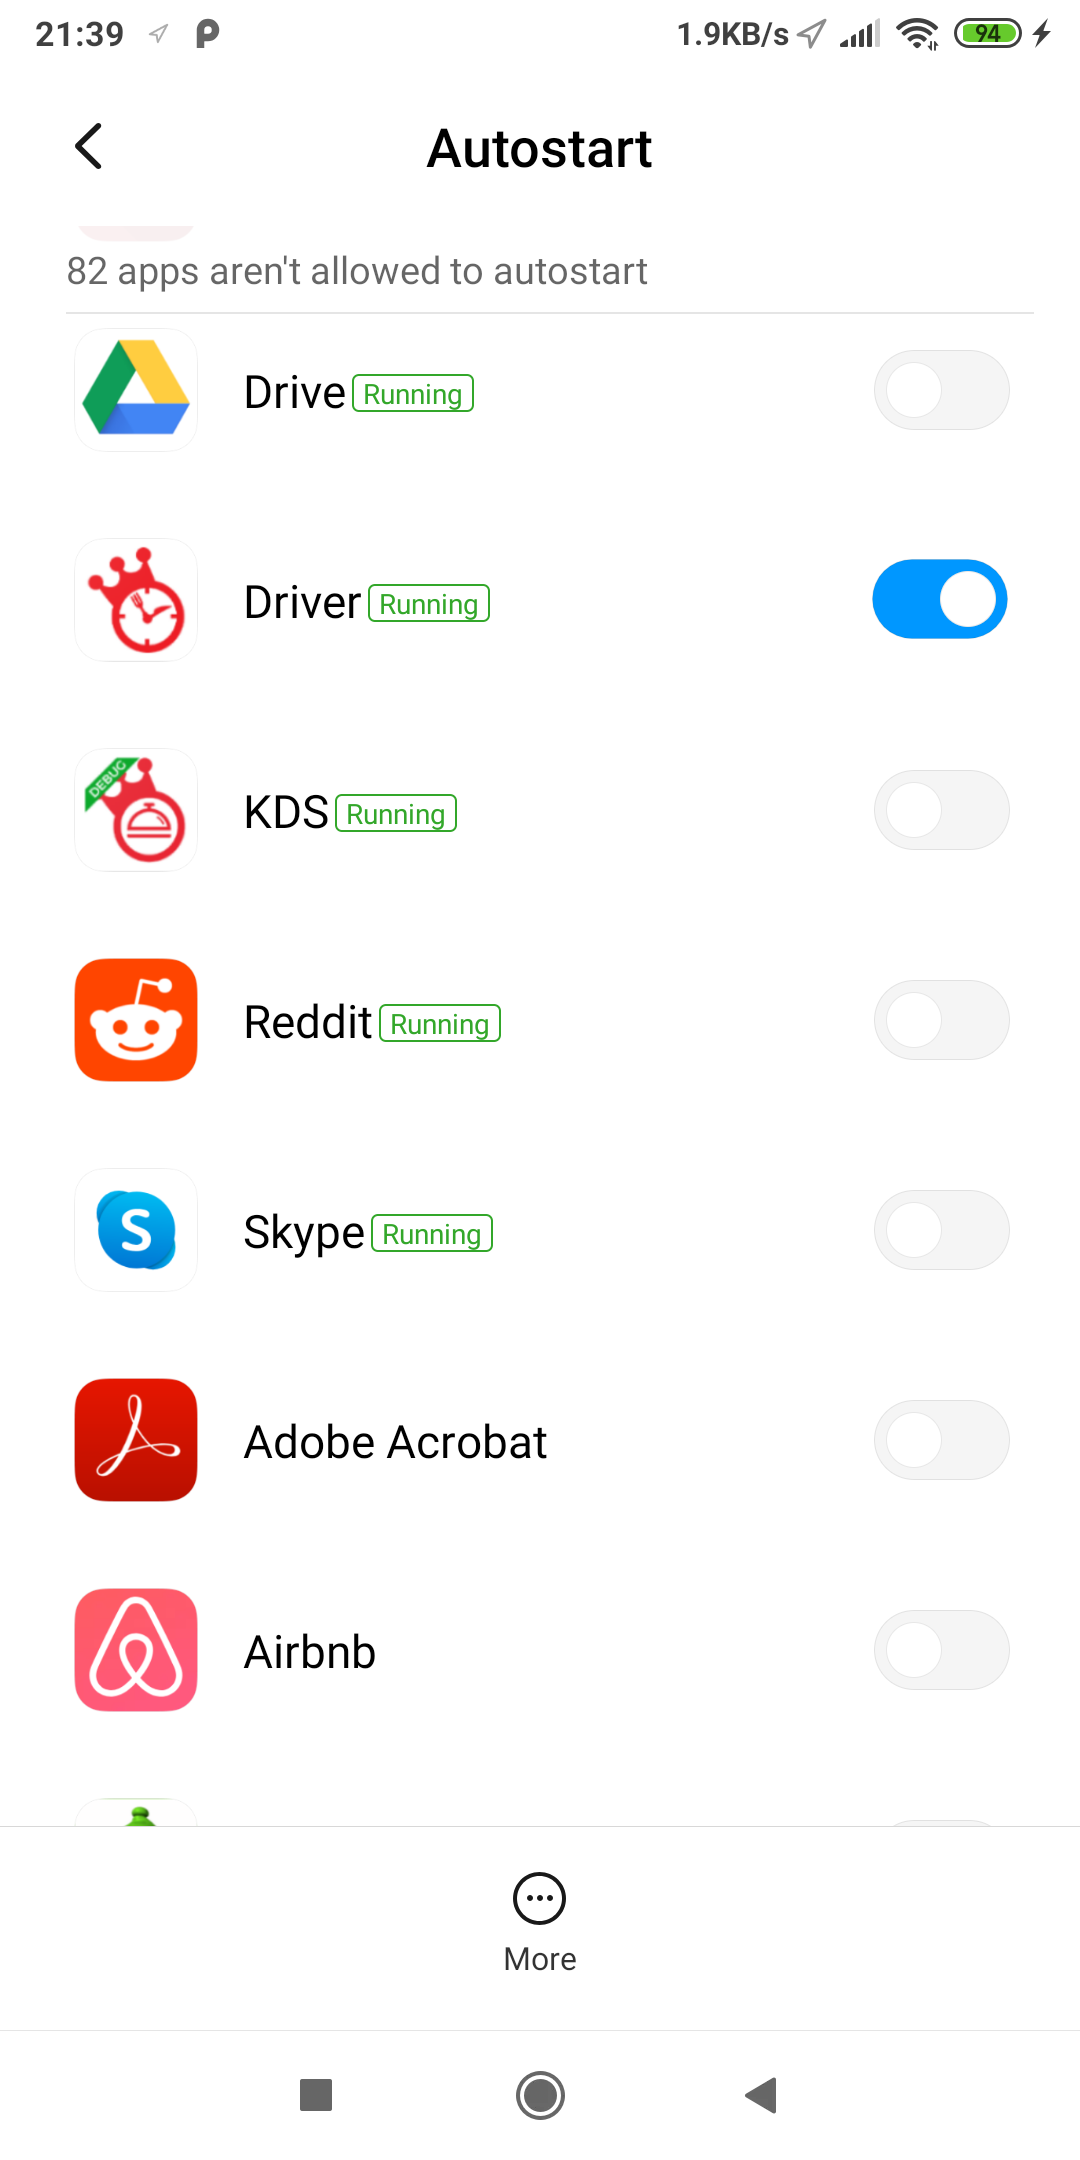 21:39 1.9KB/s 94
Autostart
82 apps aren't allowed to autostart
Drive Running
Driver Running
DEBUG
KDS Running
Reddit Running
S
Skype Running
Adobe Acrobat
Airbnb
More